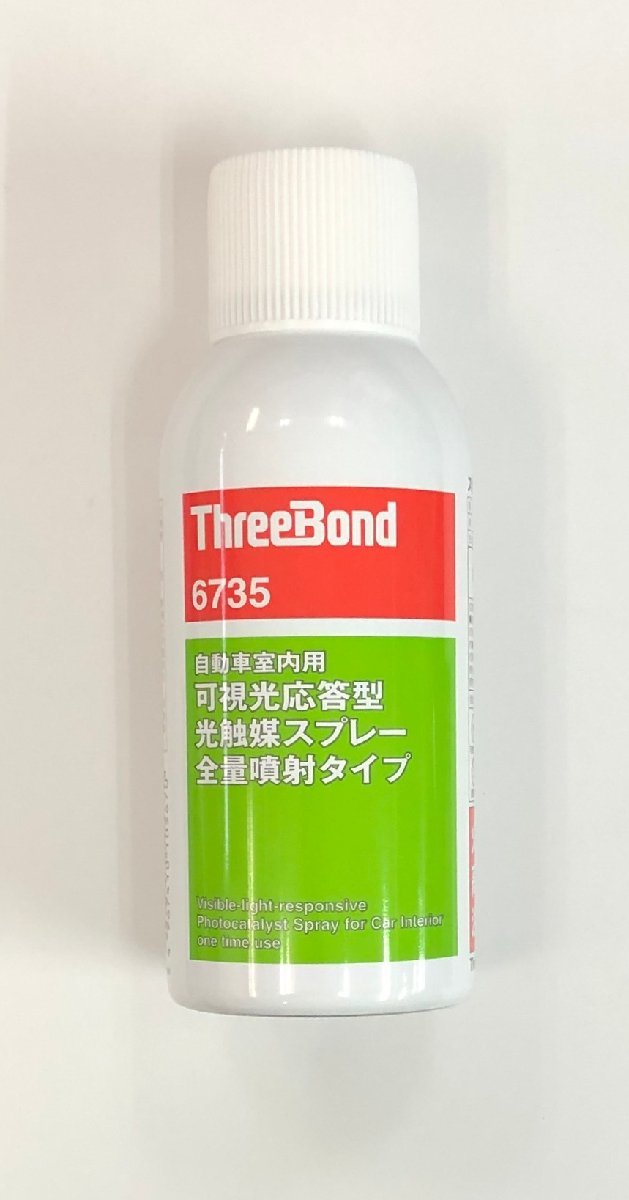 ThreeBond
6735
自動車室内用
可視光応答型
光触媒スプレー
全量噴射タイプ
Visible-light-responsive
Photocatalyst Spray for Car Interior
one time use